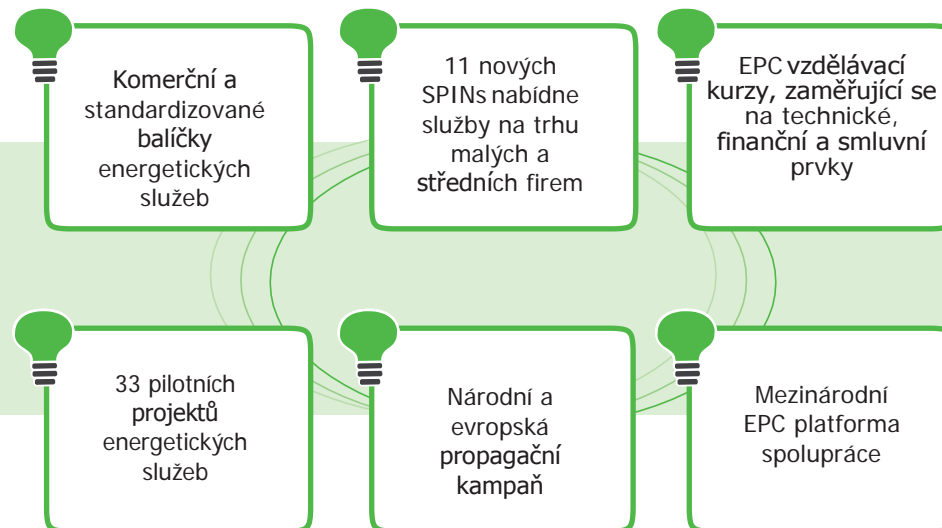 Komerční a
standardizované
balíčky
energetických
služeb
11 nových
SPINs nabídne
služby na trhu
malých a
středních firem
EPC vzdělávací
kurzy, zaměřující se
na technické,
finanční a smluvní
prvky
33 pilotních
projektů
energetických
služeb
Národní a
evropská
propagační
kampaň
Mezinárodní
EPC platforma
spolupráce